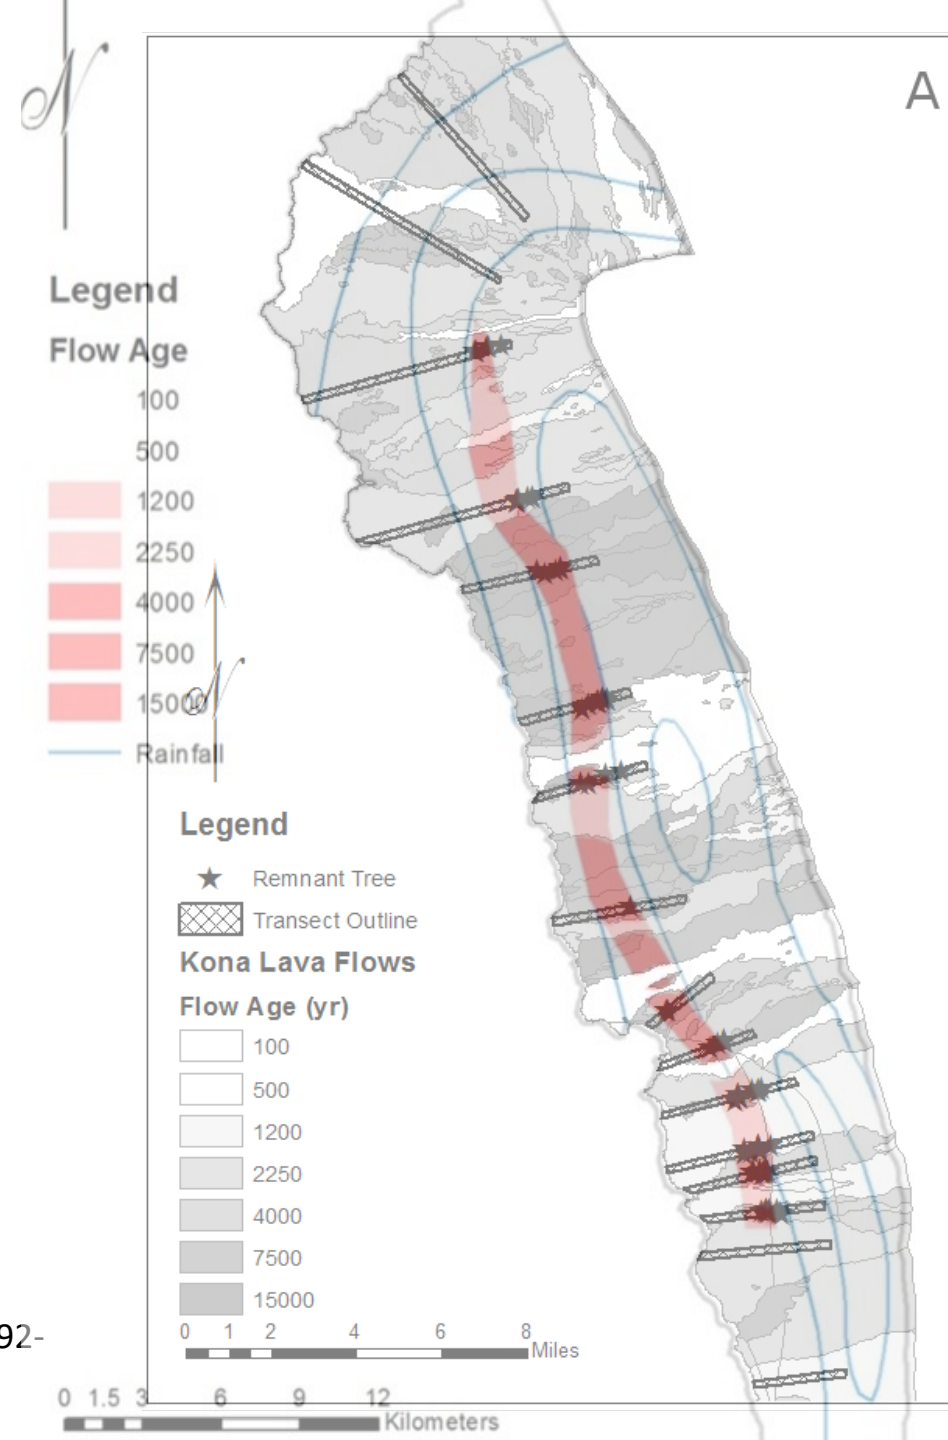 N
A
Legend
Flow Age
100
500
1200
2250
4000
7500
15000
N
Rainfall
Legend
Remnant Tree
Transect Outline
Kona Lava Flows
Flow Age (yr)
100
500
1200
2250
4000
7500
15000
92-
0 1 2 4 6 8
Miles
0 1.5 3 6 9 12
Kilometers